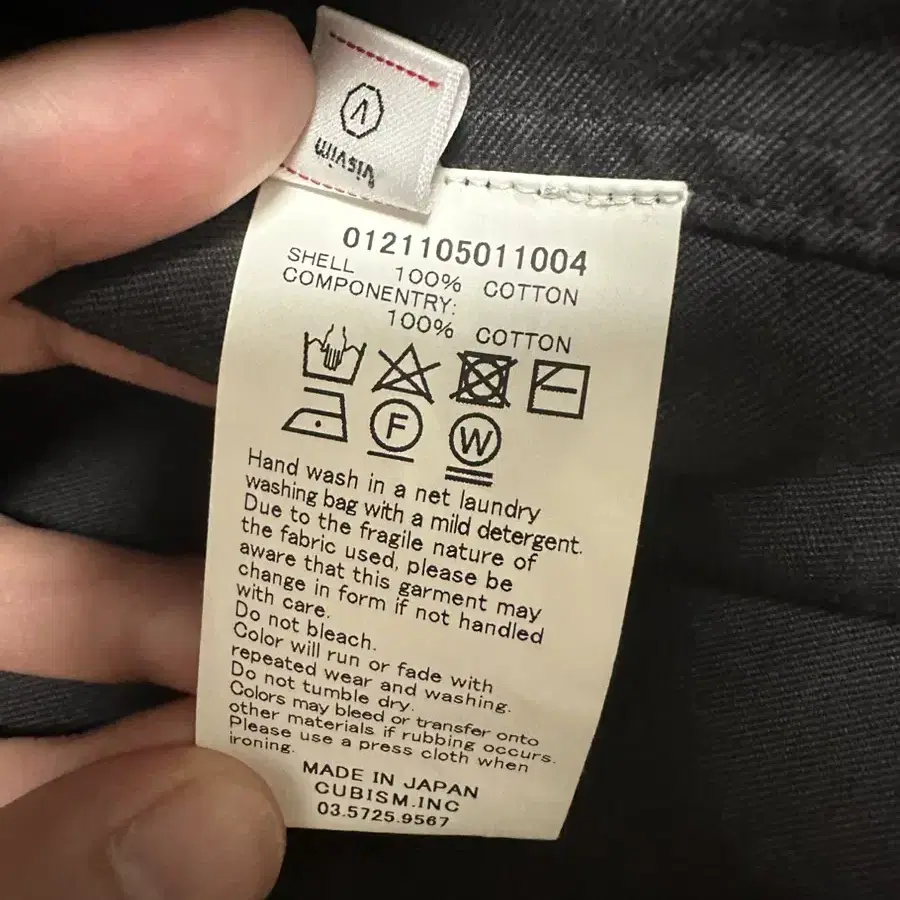 visvim
0121105011004
SHELL 100% COTTON
COMPONENTRY:
100% COTTON
F W
Hand wash in a net laundry
washing bag with a mild detergent.
Due to the fragile nature of
the fabric used, please be
aware that this garment may
change in form if not handled
with care.
Do not bleach.
Color will run or fade with
repeated wear and washing.
Do not tumble dry.
Colors may bleed or transfer onto
other materials if rubbing occurs.
Please use a press cloth when
ironing.
MADE IN JAPAN
CUBISM.INC
03.5725.9567